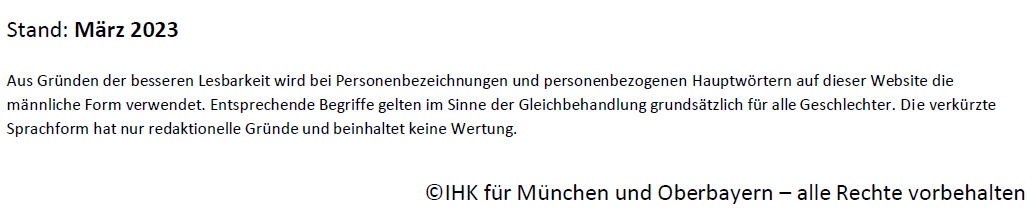 Stand: März 2023
Aus Gründen der besseren Lesbarkeit wird bei Personenbezeichnungen und personenbezogenen Hauptwörtern auf dieser Website die
männliche Form verwendet. Entsprechende Begriffe gelten im Sinne der Gleichbehandlung grundsätzlich für alle Geschlechter. Die verkürzte
Sprachform hat nur redaktionelle Gründe und beinhaltet keine Wertung.
©IHK für München und Oberbayern – alle Rechte vorbehalten